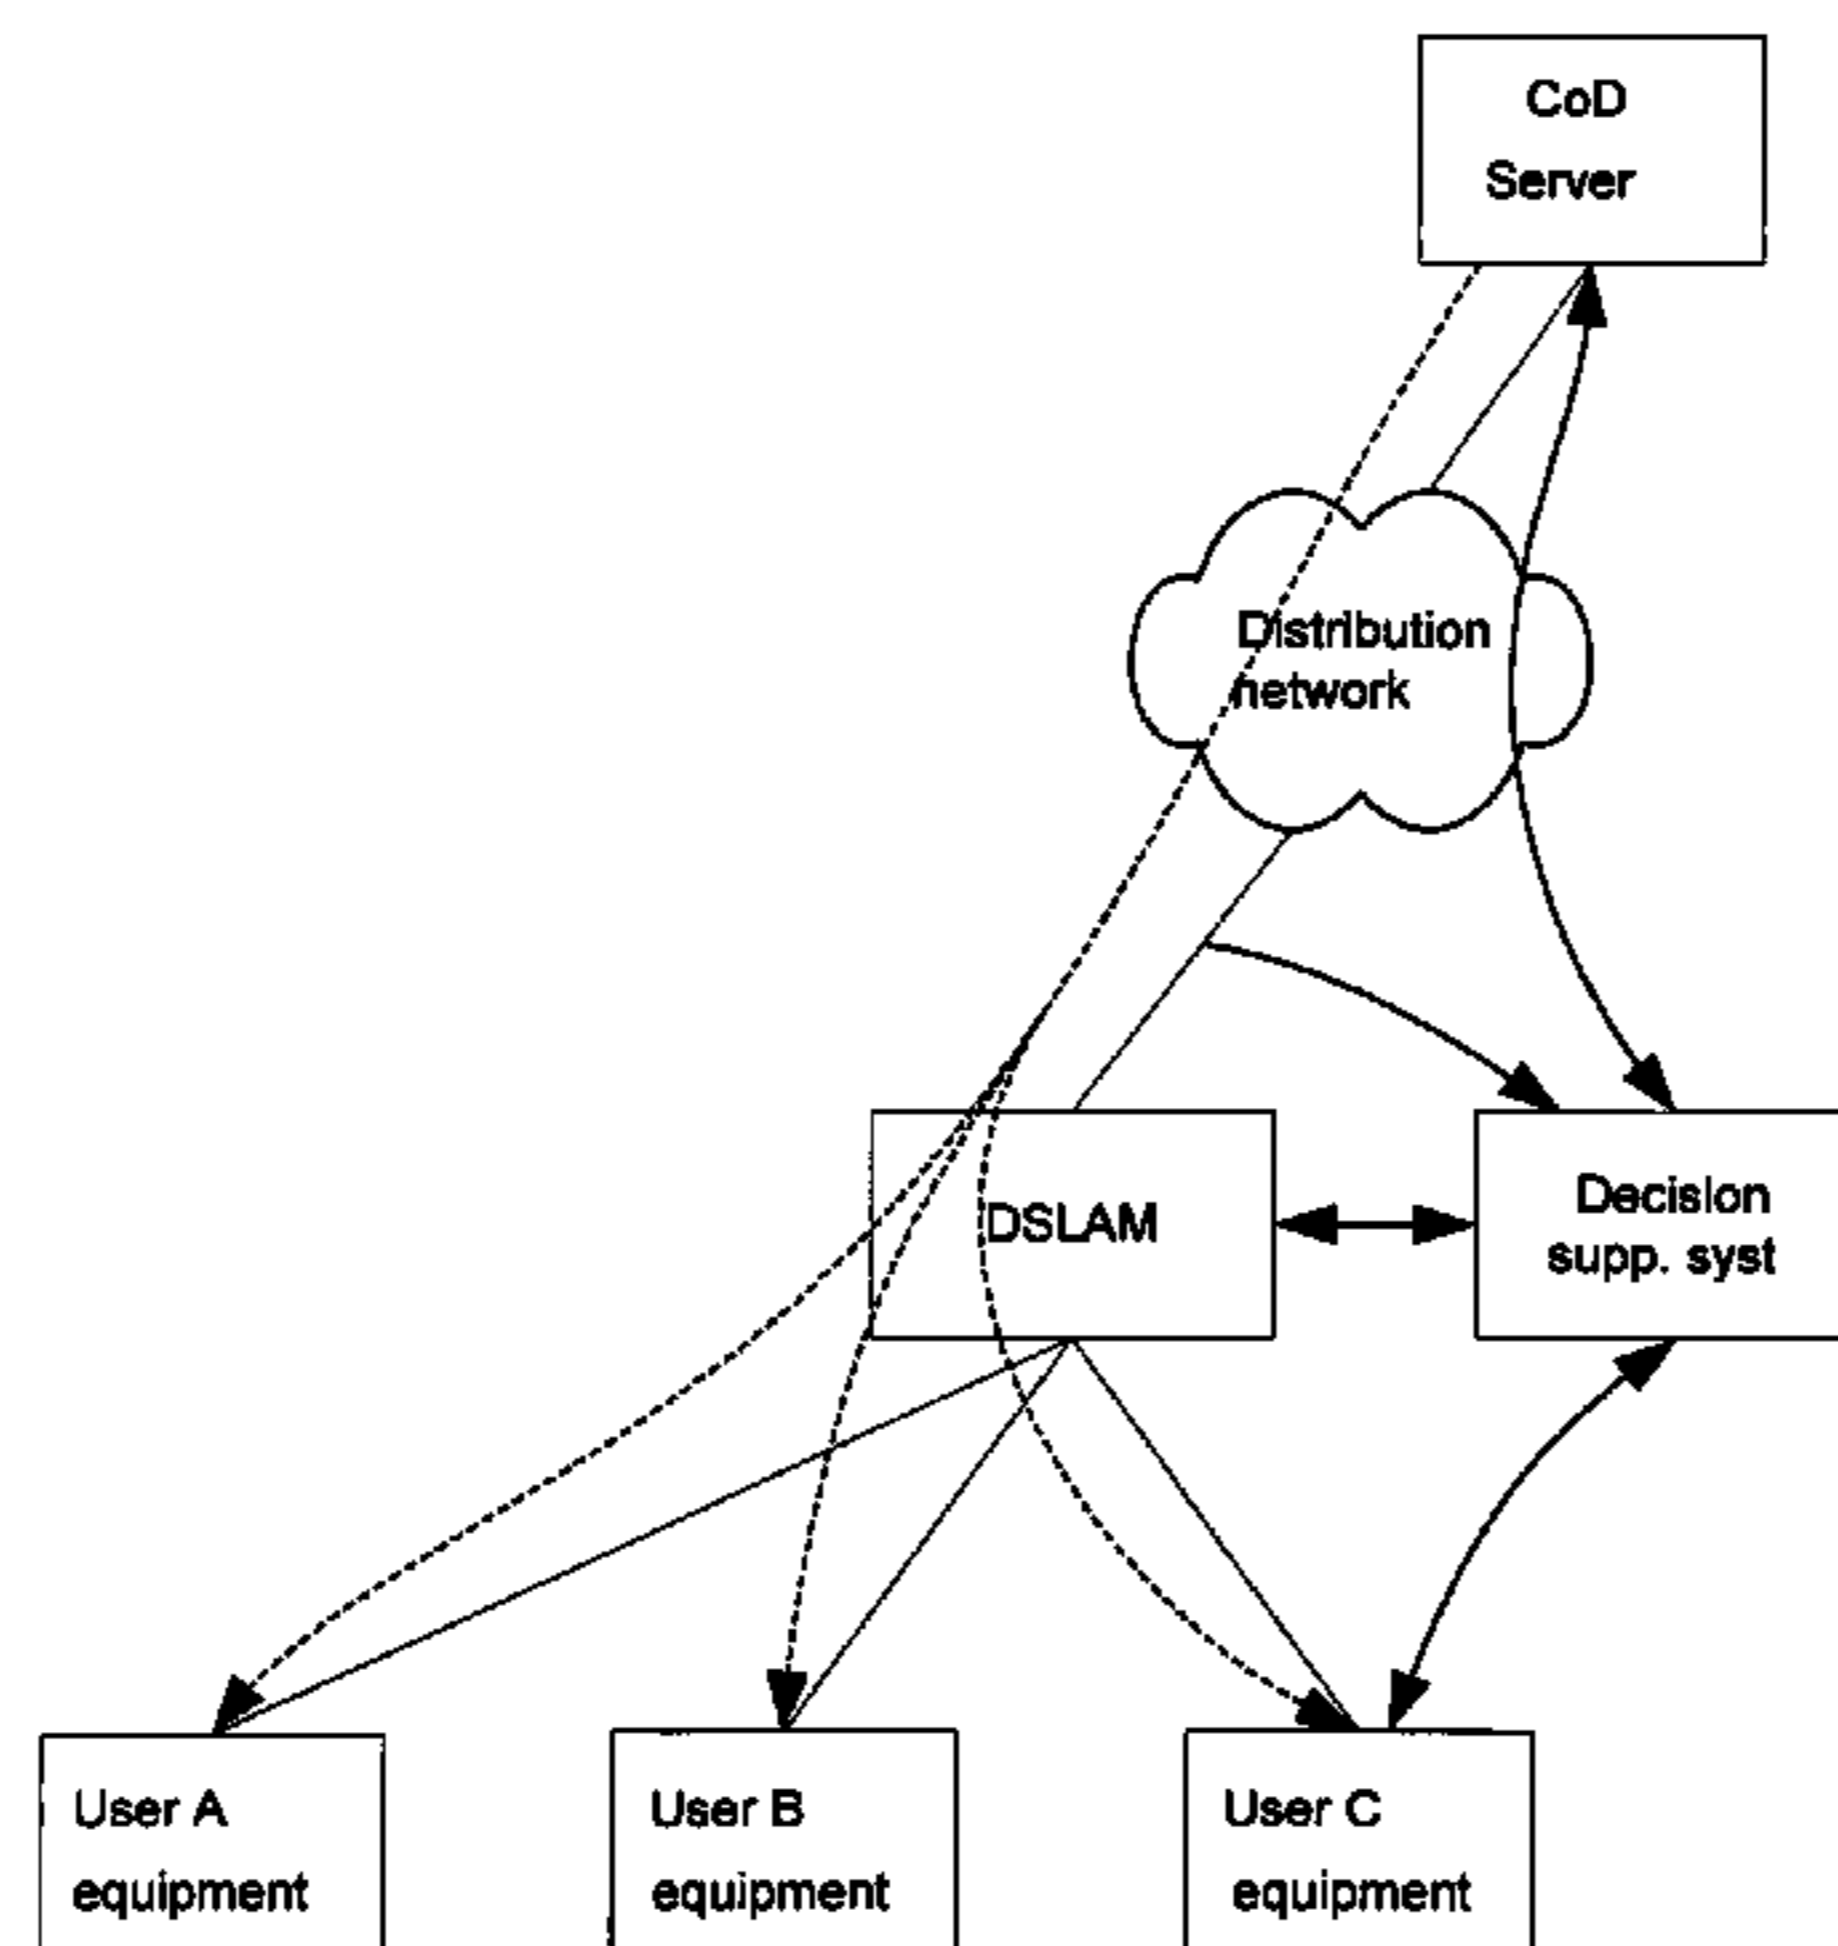 CoD
Server
Distribution
network
DSLAM
Decision
supp. syst
User A
equipment
User B
equipment
User C
equipment